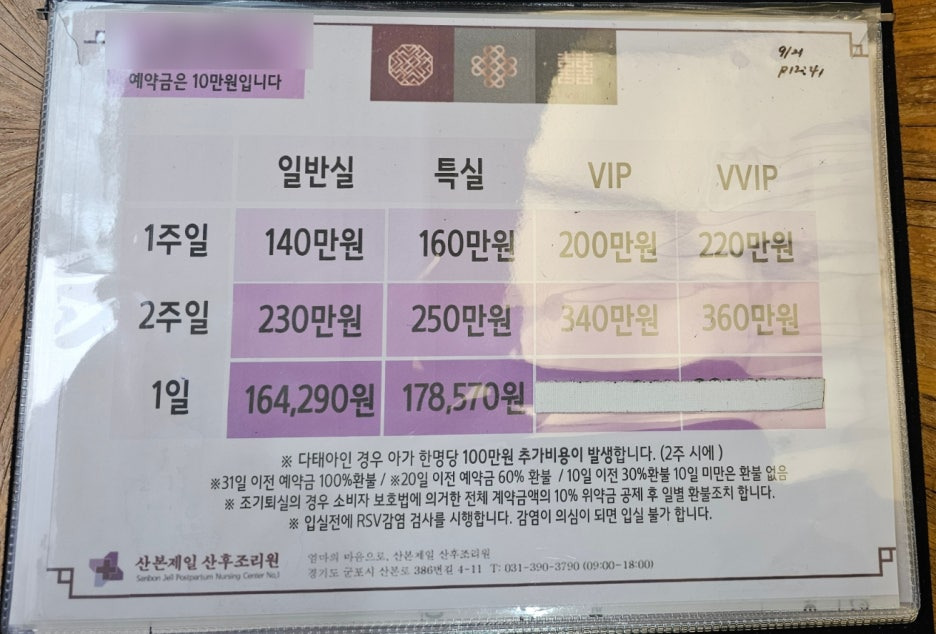 예약금은 10만원입니다
9/21
일반실 특실 VIP VVIP
1주일 140만원 160만원 200만원 220만원
2주일 230만원 250만원 340만원 360만원
1일 164,290원 178,570원
※ 다태아인 경우 아가 한명당 100만원 추가비용이 발생합니다. (2주 시에 )
※31일 이전 예약금 100%환불 / ※20일 이전 예약금 60% 환불 / 10일 이전 30%환불 10일 미만은 환불 없음
※ 조기퇴실의 경우 소비자 보호법에 의거한 전체 계약금액의 10% 위약금 공제 후 일별 환불조치 합니다.
※ 입실전에 RSV감염 검사를 시행합니다. 감염이 의심이 되면 입실 불가 합니다.
산본제일 산후조리원
Sanbon Jeil Postpartum Nursing Center No.1
엄마의 마음으로, 산본제일 산후조리원
경기도 군포시 산본로 386번길 4-11 T: 031-390-3790 (09:00-18:00)